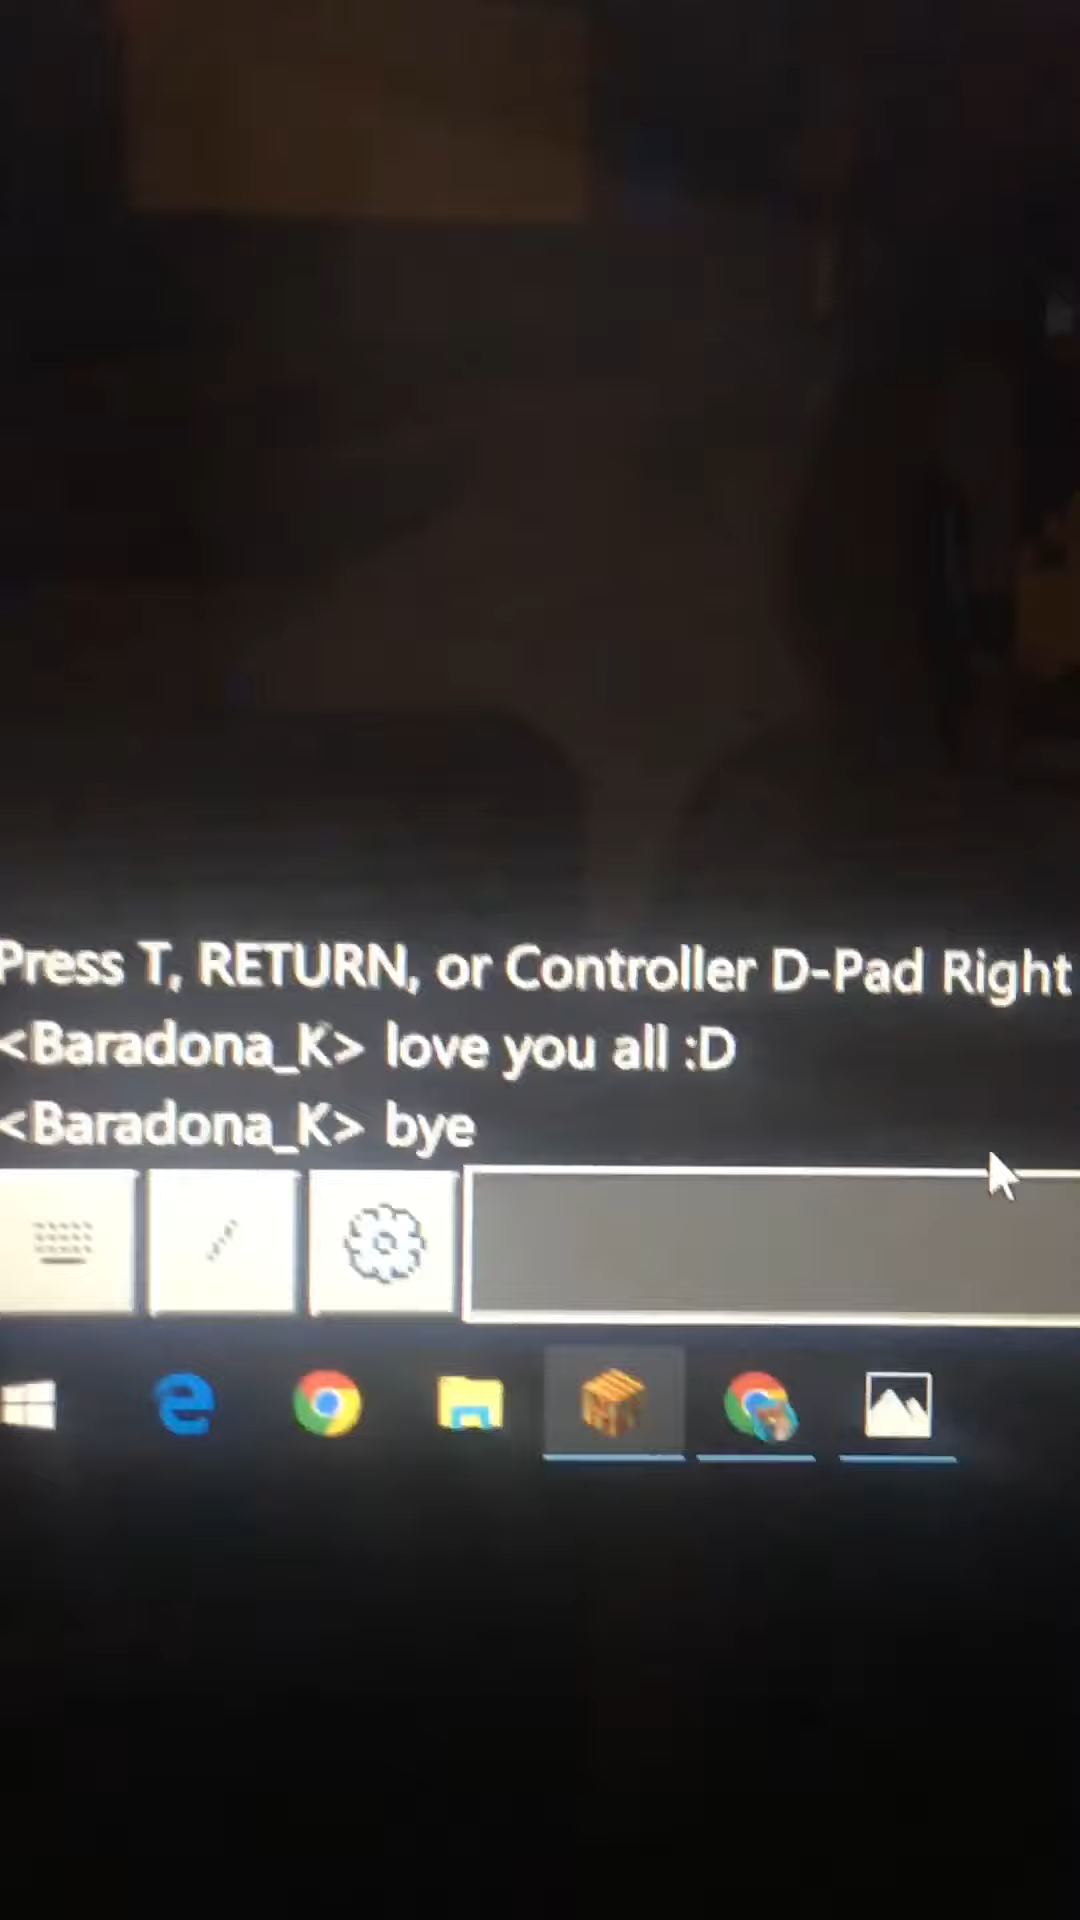 Press T, RETURN, or Controller D-Pad Right
<Baradona_K> love you all :D
<Baradona_K> bye